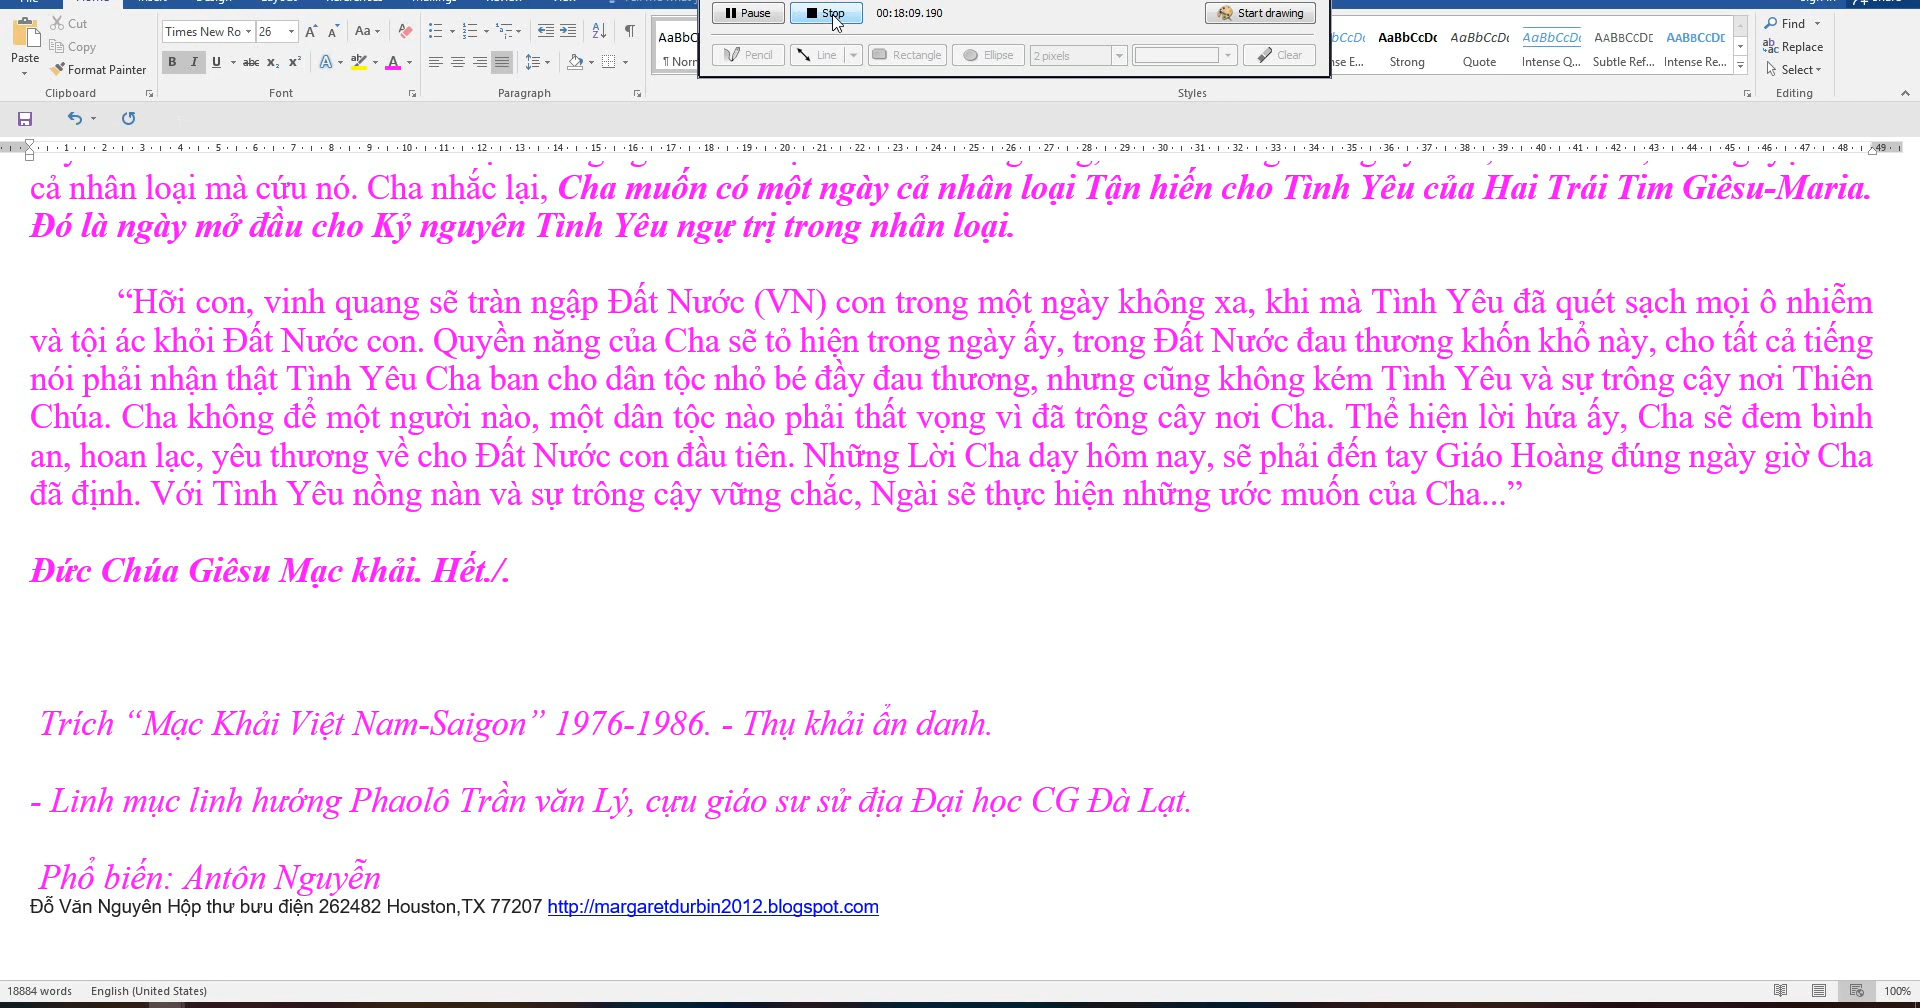 Pause Stop 00:18:09.190 Start drawing
Pencil Line Rectangle Ellipse 2 pixels Clear
Cut
Copy
Format Painter
Paste
Times New Ro 26
Clipboard Font Paragraph Styles Editing
¶ Norn
Strong Quote Intense Q... Subtle Ref... Intense Re...
Find
Replace
Select
cả nhân loại mà cứu nó. Cha nhắc lại, Cha muốn có một ngày cả nhân loại Tận hiến cho Tình Yêu của Hai Trái Tim Giêsu-Maria.
Đó là ngày mở đầu cho Kỷ nguyên Tình Yêu ngự trị trong nhân loại.
“Hỡi con, vinh quang sẽ tràn ngập Đất Nước (VN) con trong một ngày không xa, khi mà Tình Yêu đã quét sạch mọi ô nhiễm
và tội ác khỏi Đất Nước con. Quyền năng của Cha sẽ tỏ hiện trong ngày ấy, trong Đất Nước đau thương khốn khổ này, cho tất cả tiếng
nói phải nhận thật Tình Yêu Cha ban cho dân tộc nhỏ bé đầy đau thương, nhưng cũng không kém Tình Yêu và sự trông cậy nơi Thiên
Chúa. Cha không để một người nào, một dân tộc nào phải thất vọng vì đã trông cây nơi Cha. Thể hiện lời hứa ấy, Cha sẽ đem bình
an, hoan lạc, yêu thương về cho Đất Nước con đầu tiên. Những Lời Cha dạy hôm nay, sẽ phải đến tay Giáo Hoàng đúng ngày giờ Cha
đã định. Với Tình Yêu nồng nàn và sự trông cậy vững chắc, Ngài sẽ thực hiện những ước muốn của Cha...”
Đức Chúa Giêsu Mạc khải. Hết./.
Trích “Mạc Khải Việt Nam-Saigon” 1976-1986. - Thụ khải ẩn danh.
- Linh mục linh hướng Phaolô Trần văn Lý, cựu giáo sư sử địa Đại học CG Đà Lạt.
Phổ biến: Antôn Nguyễn
Đỗ Văn Nguyên Hộp thư bưu điện 262482 Houston,TX 77207 http://margaretdurbin2012.blogspot.com
18884 words English (United States) 100%